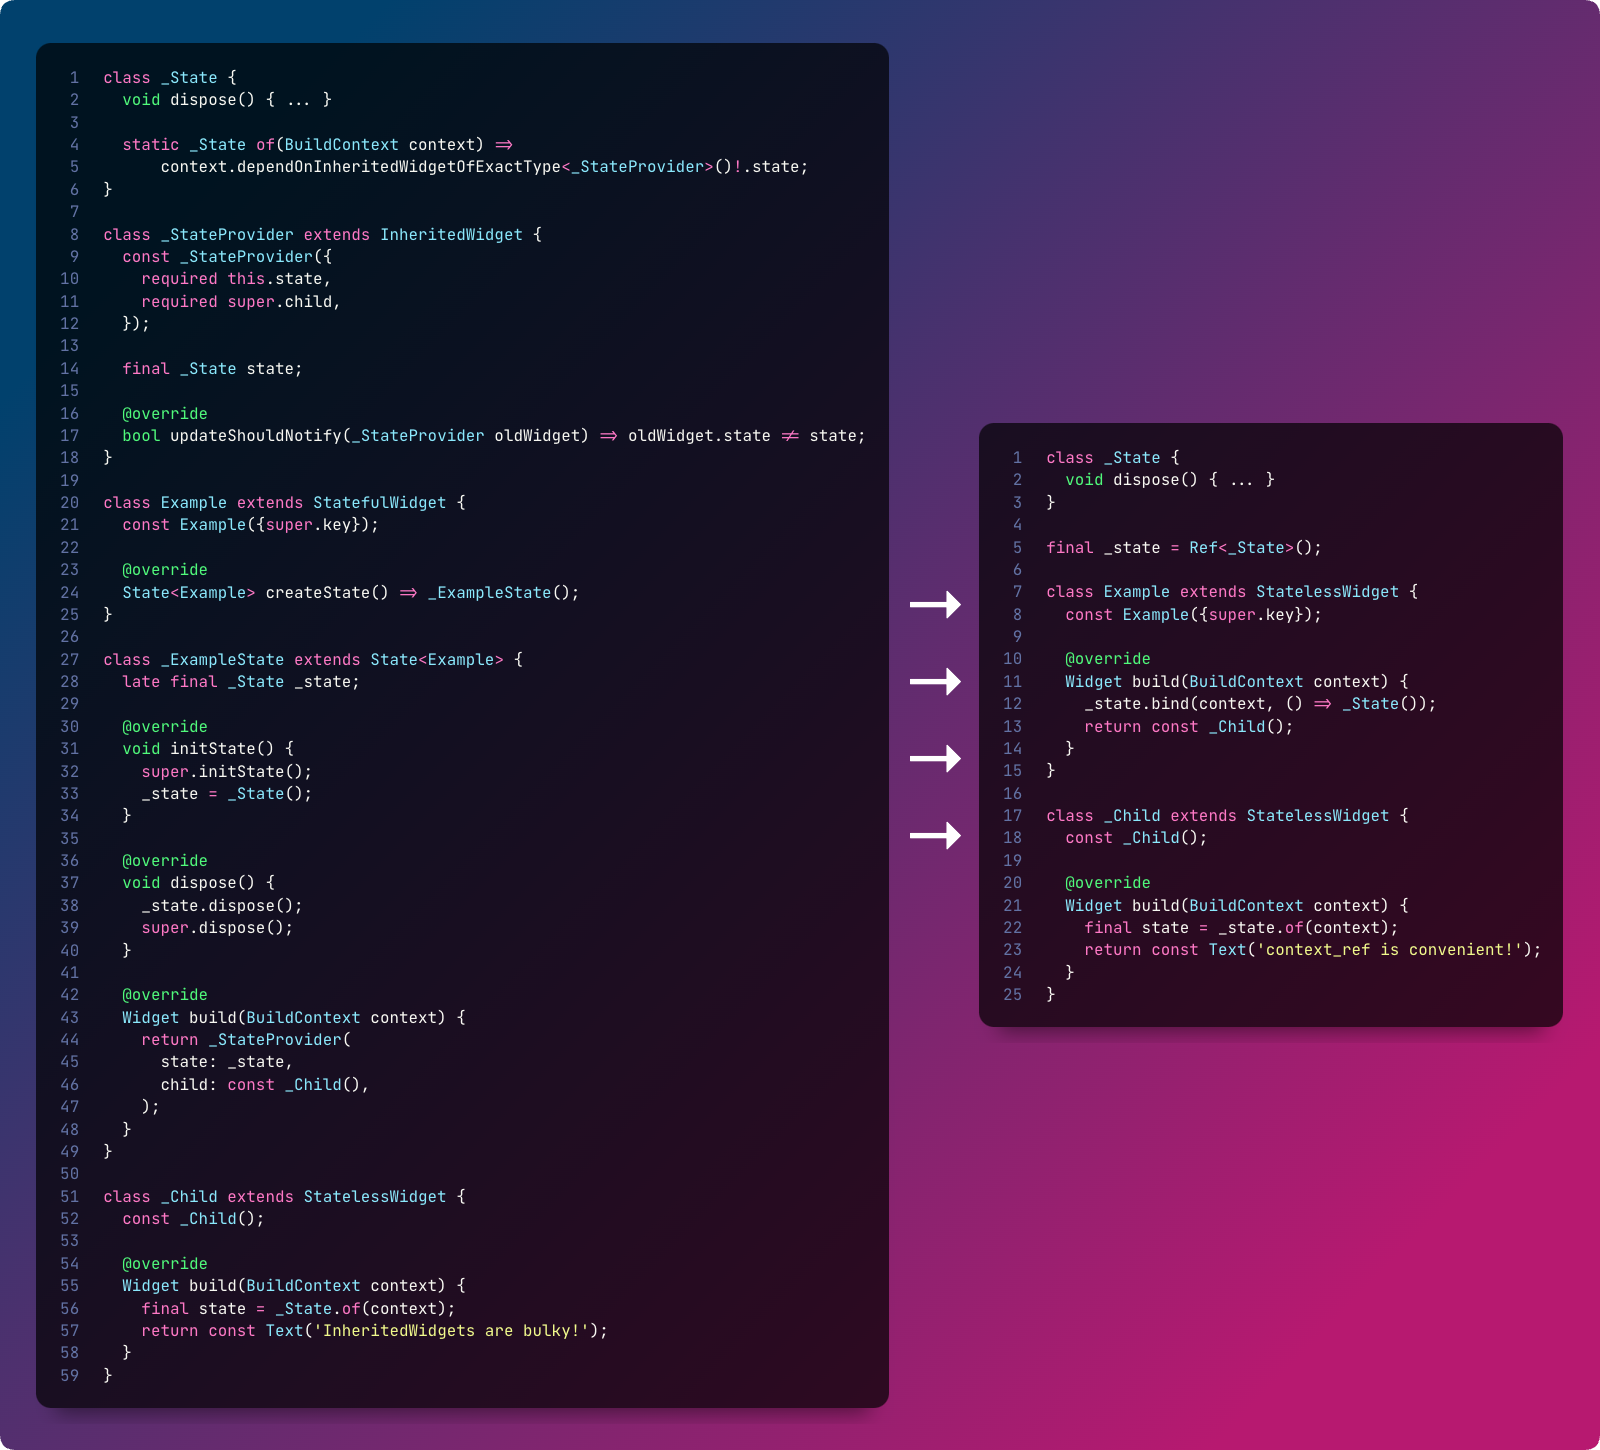 1 class _State {
2   void dispose() { ... }
3
4   static _State of(BuildContext context) =>
5       context.dependOnInheritedWidgetOfExactType<_StateProvider>()!.state;
6 }
7
8 class _StateProvider extends InheritedWidget {
9   const _StateProvider({
10     required this.state,
11     required super.child,
12   });
13
14   final _State state;
15
16   @override
17   bool updateShouldNotify(_StateProvider oldWidget) => oldWidget.state != state;
18 }
19
20 class Example extends StatefulWidget {
21   const Example({super.key});
22
23   @override
24   State<Example> createState() => _ExampleState();
25 }
26
27 class _ExampleState extends State<Example> {
28   late final _State _state;
29
30   @override
31   void initState() {
32     super.initState();
33     _state = _State();
34   }
35
36   @override
37   void dispose() {
38     _state.dispose();
39     super.dispose();
40   }
41
42   @override
43   Widget build(BuildContext context) {
44     return _StateProvider(
45       state: _state,
46       child: const _Child(),
47     );
48   }
49 }
50
51 class _Child extends StatelessWidget {
52   const _Child();
53
54   @override
55   Widget build(BuildContext context) {
56     final state = _State.of(context);
57     return const Text('InheritedWidgets are bulky!');
58   }
59 }
1 class _State {
2   void dispose() { ... }
3 }
4
5 final _state = Ref<_State>();
6
7 class Example extends StatelessWidget {
8   const Example({super.key});
9
10   @override
11   Widget build(BuildContext context) {
12     _state.bind(context, () => _State());
13     return const _Child();
14   }
15 }
16
17 class _Child extends StatelessWidget {
18   const _Child();
19
20   @override
21   Widget build(BuildContext context) {
22     final state = _state.of(context);
23     return const Text('context_ref is convenient!');
24   }
25 }